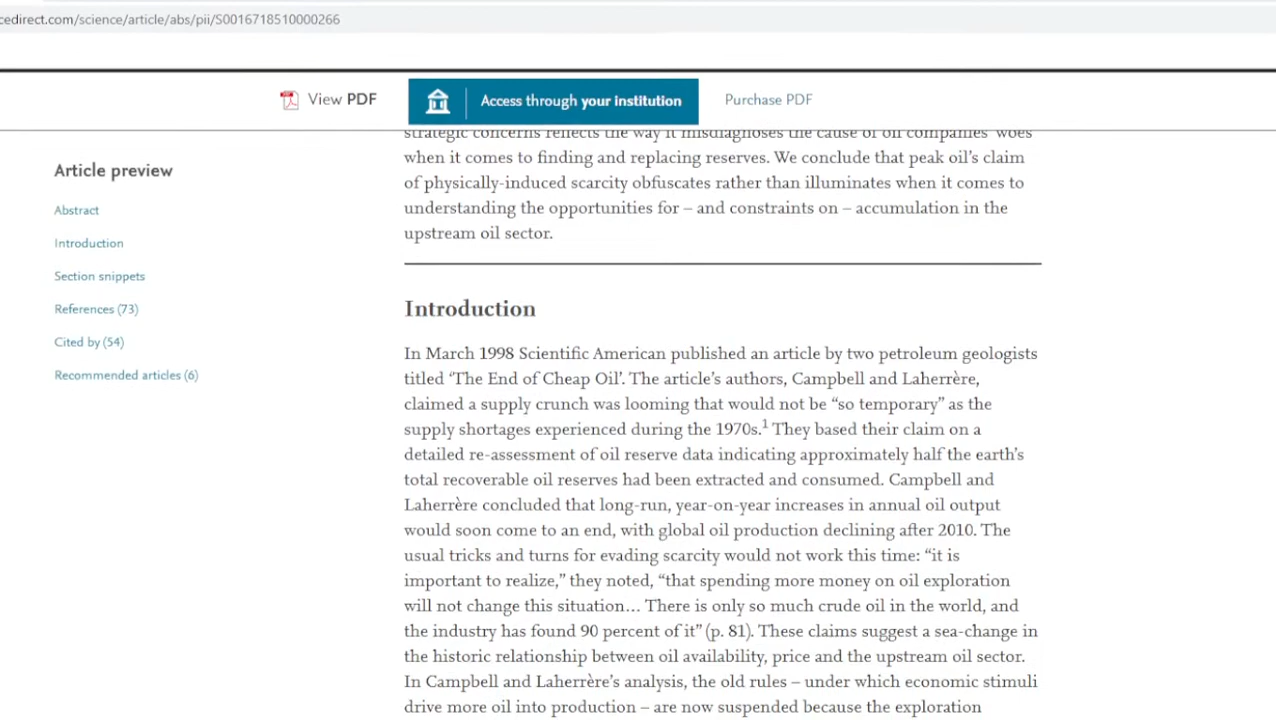 cedirect.com/science/article/abs/pii/S0016718510000266
View PDF
Access through your institution
Purchase PDF
Article preview
Abstract
Introduction
Section snippets
References (73)
Cited by (54)
Recommended articles (6)
strategic concerns reflects the way it misdiagnoses the cause of oil companies' woes
when it comes to finding and replacing reserves. We conclude that peak oil's claim
of physically-induced scarcity obfuscates rather than illuminates when it comes to
understanding the opportunities for – and constraints on – accumulation in the
upstream oil sector.
Introduction
In March 1998 Scientific American published an article by two petroleum geologists
titled 'The End of Cheap Oil'. The article's authors, Campbell and Laherrère,
claimed a supply crunch was looming that would not be “so temporary” as the
supply shortages experienced during the 1970s.1 They based their claim on a
detailed re-assessment of oil reserve data indicating approximately half the earth's
total recoverable oil reserves had been extracted and consumed. Campbell and
Laherrère concluded that long-run, year-on-year increases in annual oil output
would soon come to an end, with global oil production declining after 2010. The
usual tricks and turns for evading scarcity would not work this time: “it is
important to realize,” they noted, “that spending more money on oil exploration
will not change this situation… There is only so much crude oil in the world, and
the industry has found 90 percent of it” (p. 81). These claims suggest a sea-change in
the historic relationship between oil availability, price and the upstream oil sector.
In Campbell and Laherrère's analysis, the old rules – under which economic stimuli
drive more oil into production – are now suspended because the exploration